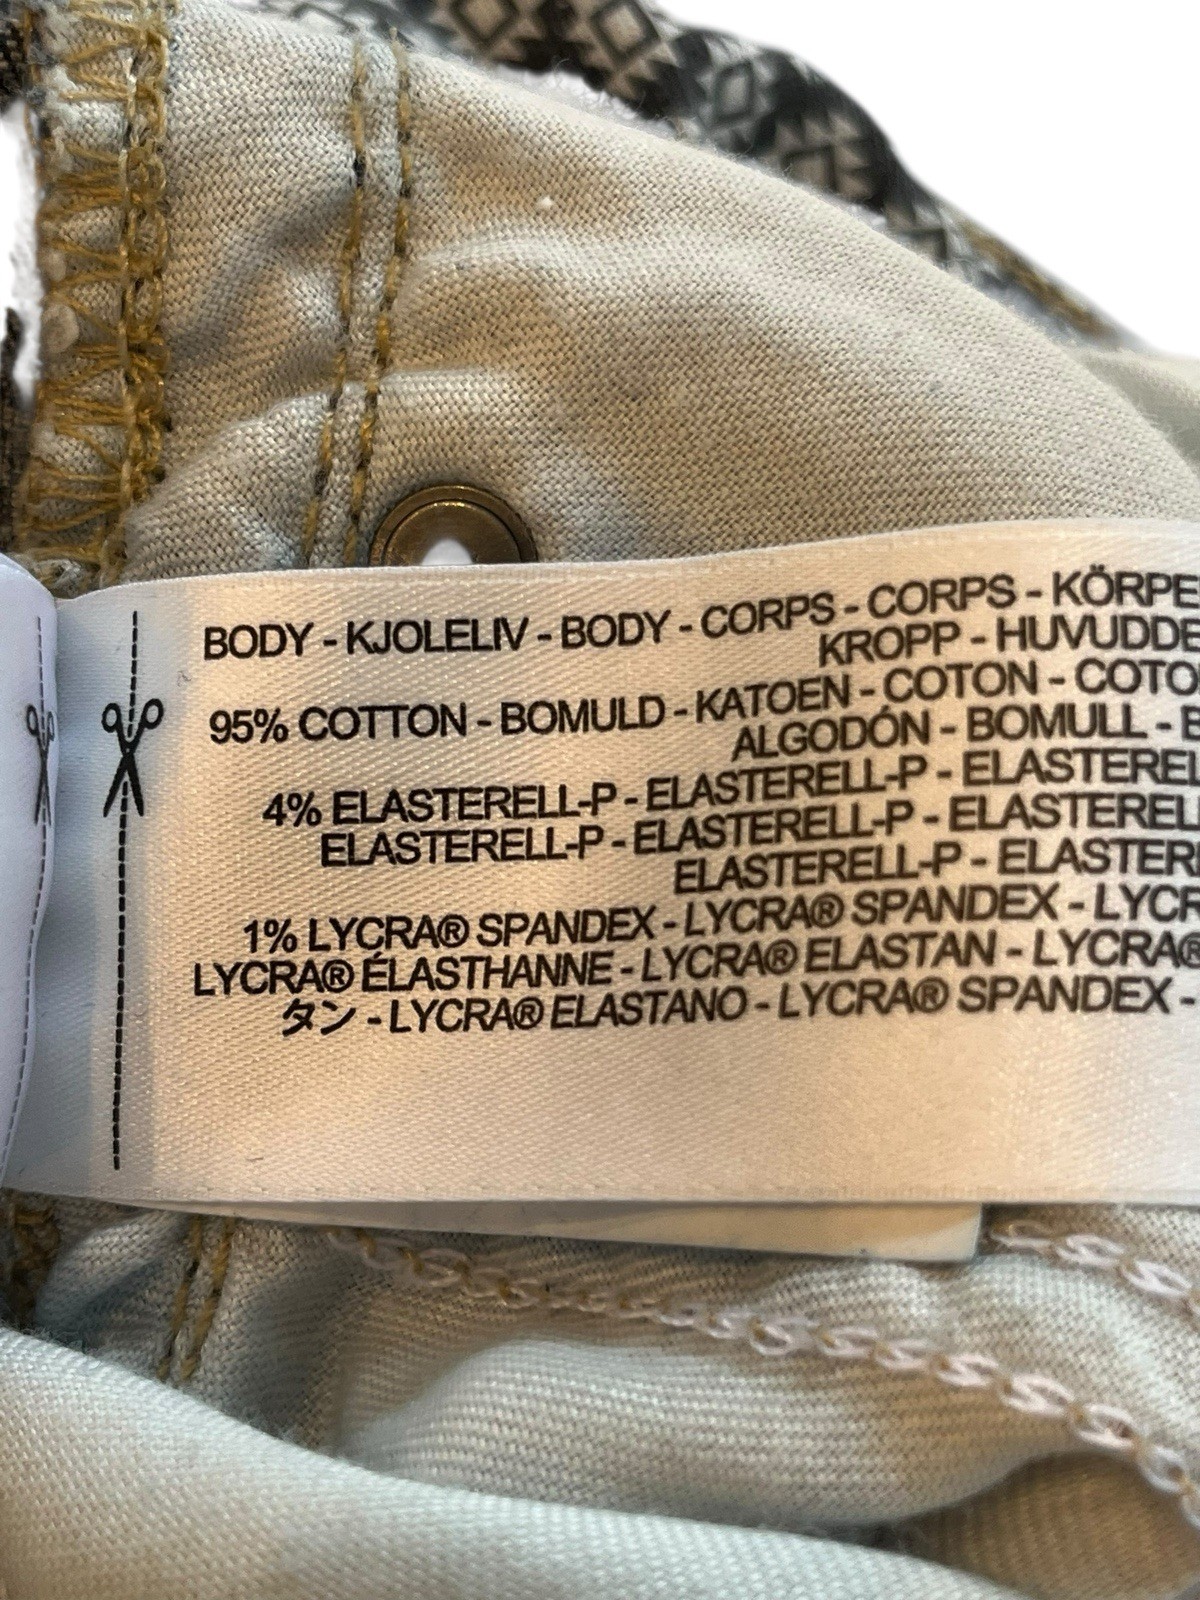 BODY - KJOLELIV - BODY - CORPS - CORPS - KÖRPE
KROPP - HUVUDDE
95% COTTON - BOMULD - KATOEN - COTON - COTO
ALGODÓN - BOMULL - B
4% ELASTERELL-P - ELASTERELL-P - ELASTEREL
ELASTERELL-P - ELASTERELL-P - ELASTEREL
ELASTERELL-P - ELASTER
1% LYCRA® SPANDEX - LYCRA® SPANDEX - LYCR
LYCRA® ÉLASTHANNE - LYCRA® ELASTAN - LYCRA®
タン - LYCRA® ELASTANO - LYCRA® SPANDEX -